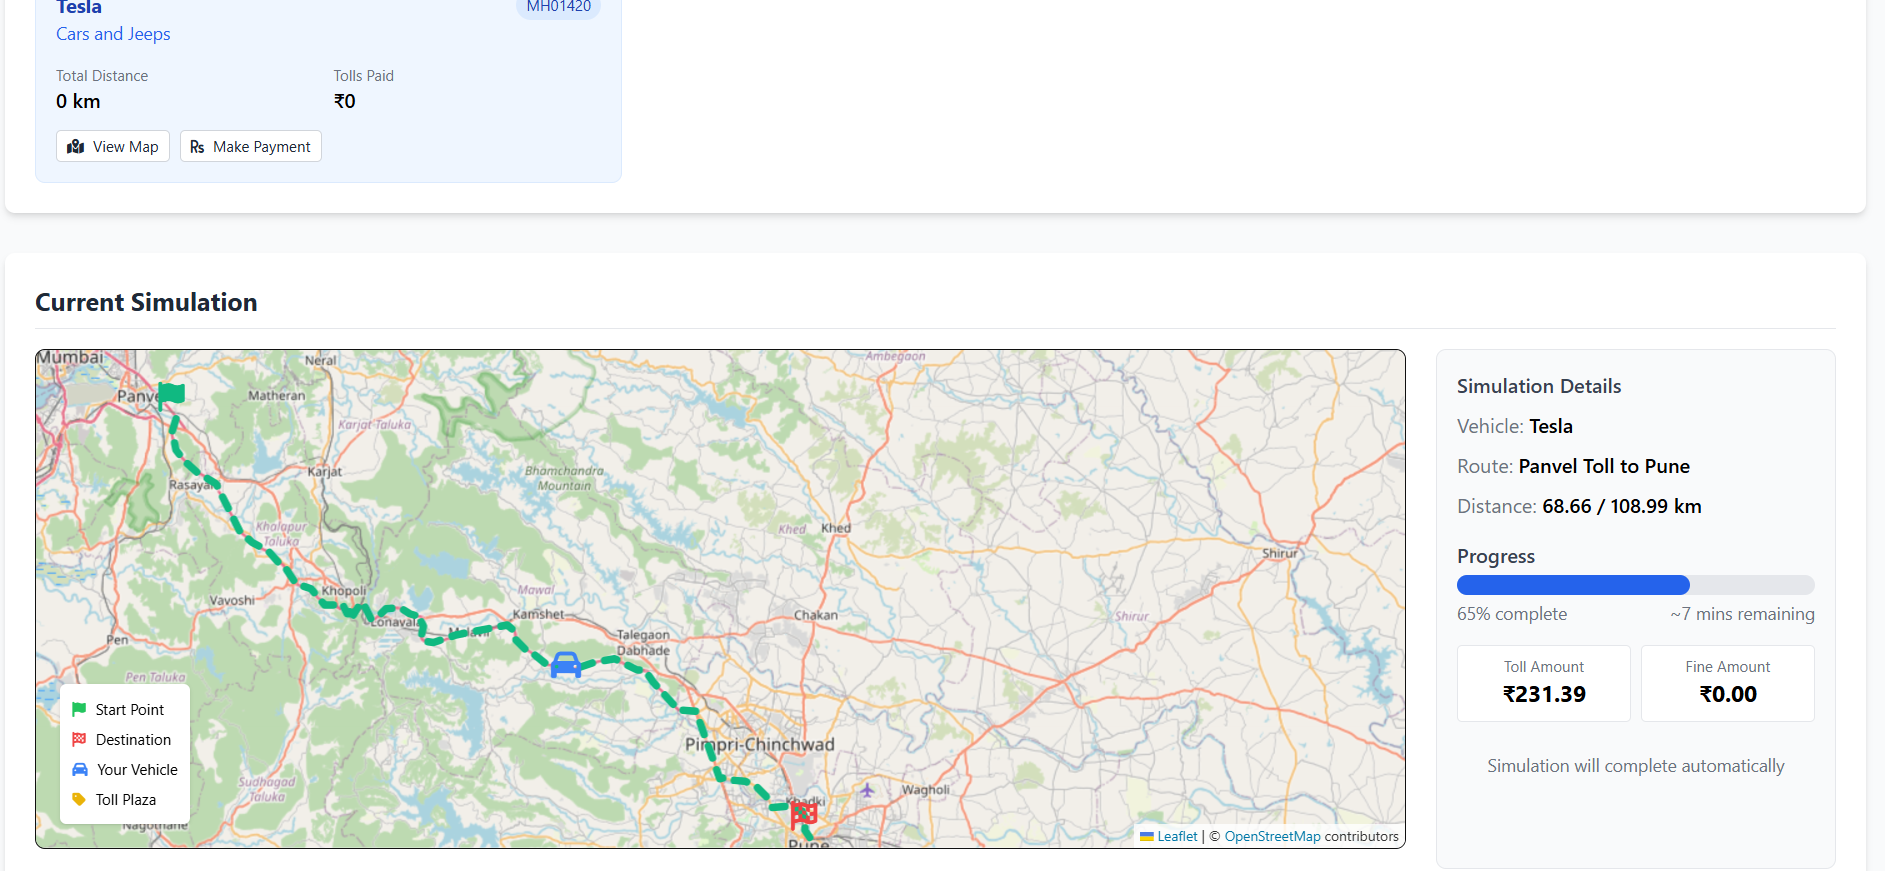 Tesla
MH01420
Cars and Jeeps
Total Distance
Tolls Paid
0 km
₹0
View Map
Rs Make Payment
Current Simulation
Mumbai
Neral
Ambegaon
Panve
Matheran
Karjat Taluka
Karjat
Bhamchandra
Mountain
Rasayan
Khalapur
Taluka
Khed
Khed
Shirur
Khopoli
Mawal
Vavoshi
Lonavala
Kamshet
Chakan
Shirur
Pen
Talegaon
Dabhade
Pen Taluka
Pimpri-Chinchwad
Sudhagad
Taluka
Wagholi
Khadki
Nagothane
Pune
Start Point
Destination
Your Vehicle
Toll Plaza
Leaflet | © OpenStreetMap contributors
Simulation Details
Vehicle: Tesla
Route: Panvel Toll to Pune
Distance: 68.66 / 108.99 km
Progress
65% complete
~7 mins remaining
Toll Amount
₹231.39
Fine Amount
₹0.00
Simulation will complete automatically